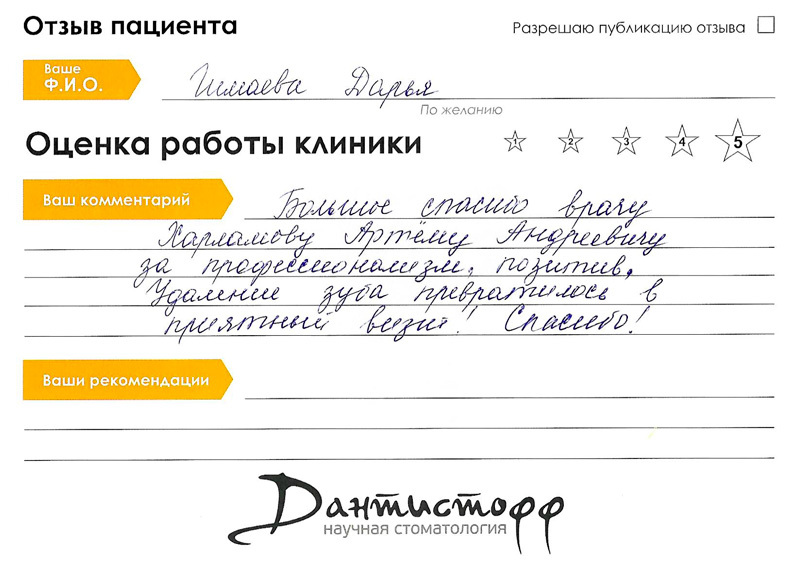 Отзыв пациента
Разрешаю публикацию отзыва
Ваше Ф.И.О.
Шмаева Дарья
По желанию
Оценка работы клиники
1 2 3 4 5
Ваш комментарий
Большое спасибо врачу
Харламову Артёму Андреевичу
за профессионализм, позитив.
Удаление зуба превратилось в
приятный визит! Спасибо!
Ваши рекомендации
Дантистофф
научная стоматология